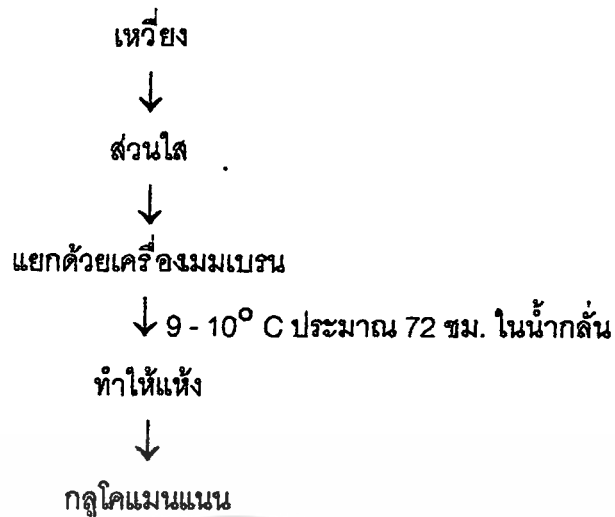 เหวี่ยง
↓
ส่วนใส
↓
แยกด้วยเครื่องมมเบรน
↓ 9 - 10° C ประมาณ 72 ชม. ในน้ำกลั่น
ทำให้แห้ง
↓
กลูโคแมนแนน